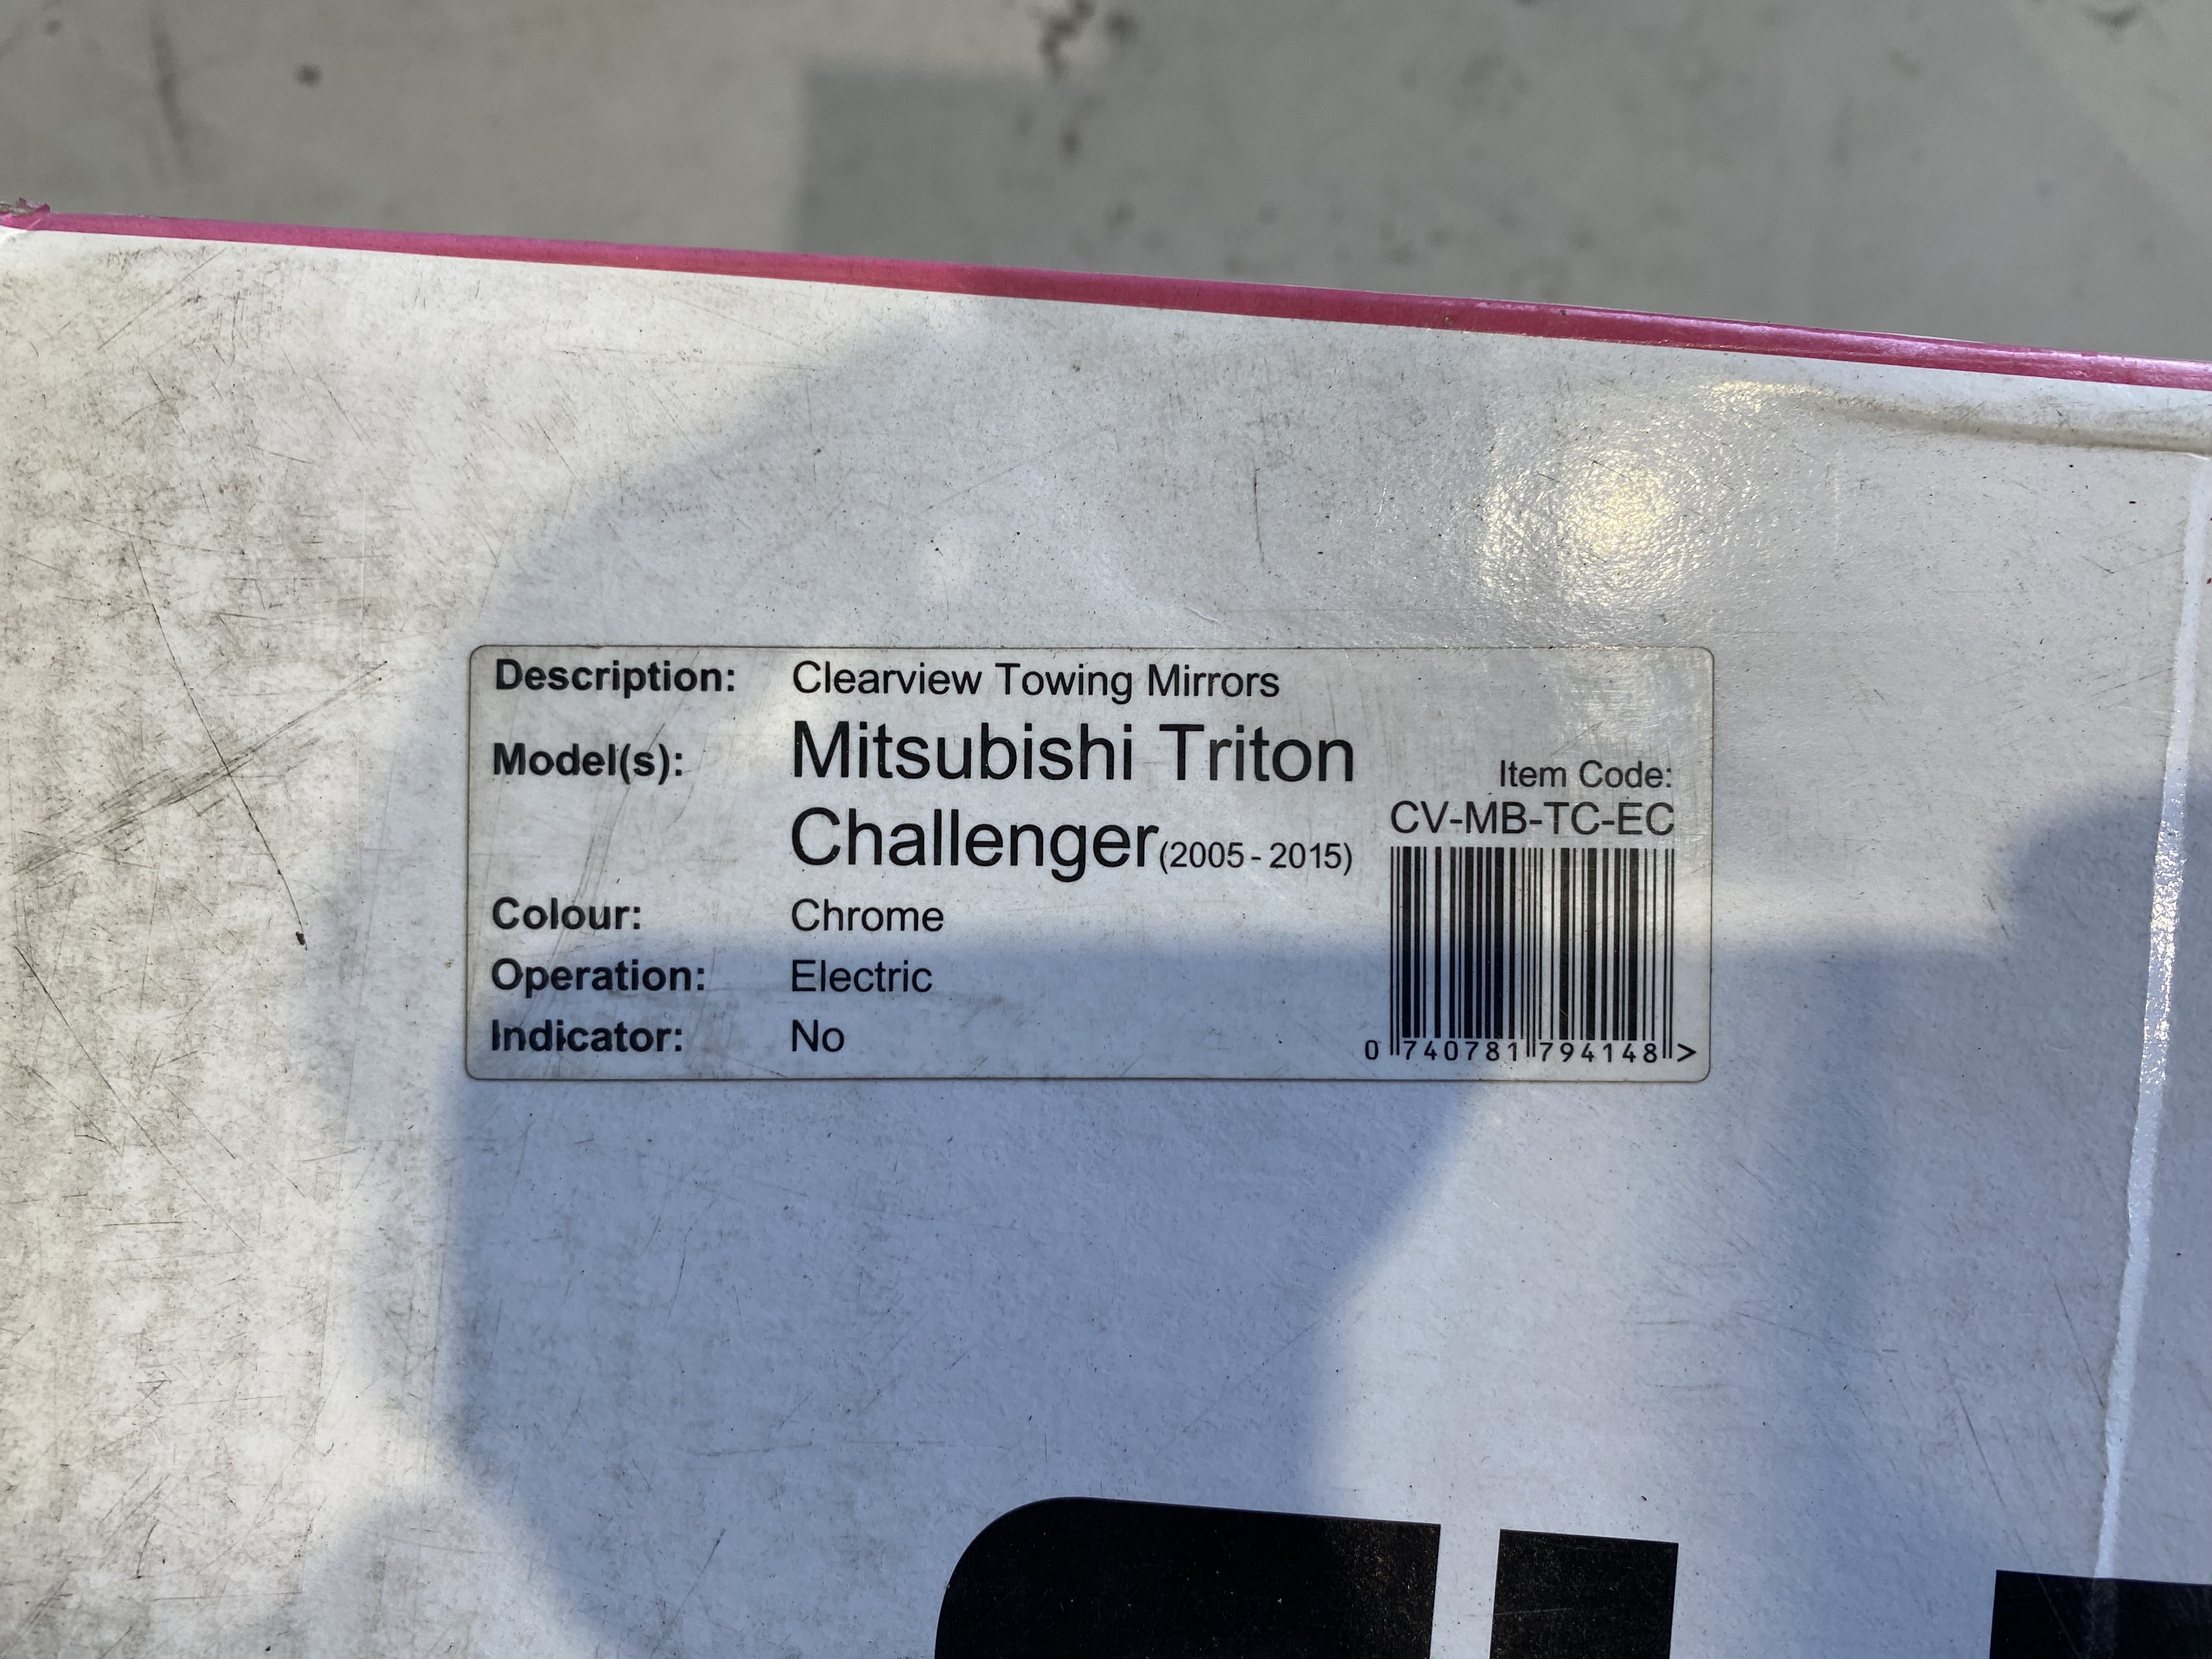 Description: Clearview Towing Mirrors
Model(s): Mitsubishi Triton
Challenger (2005 - 2015)
Item Code:
CV-MB-TC-EC
Colour: Chrome
Operation: Electric
Indicator: No
0 740781 794148 >